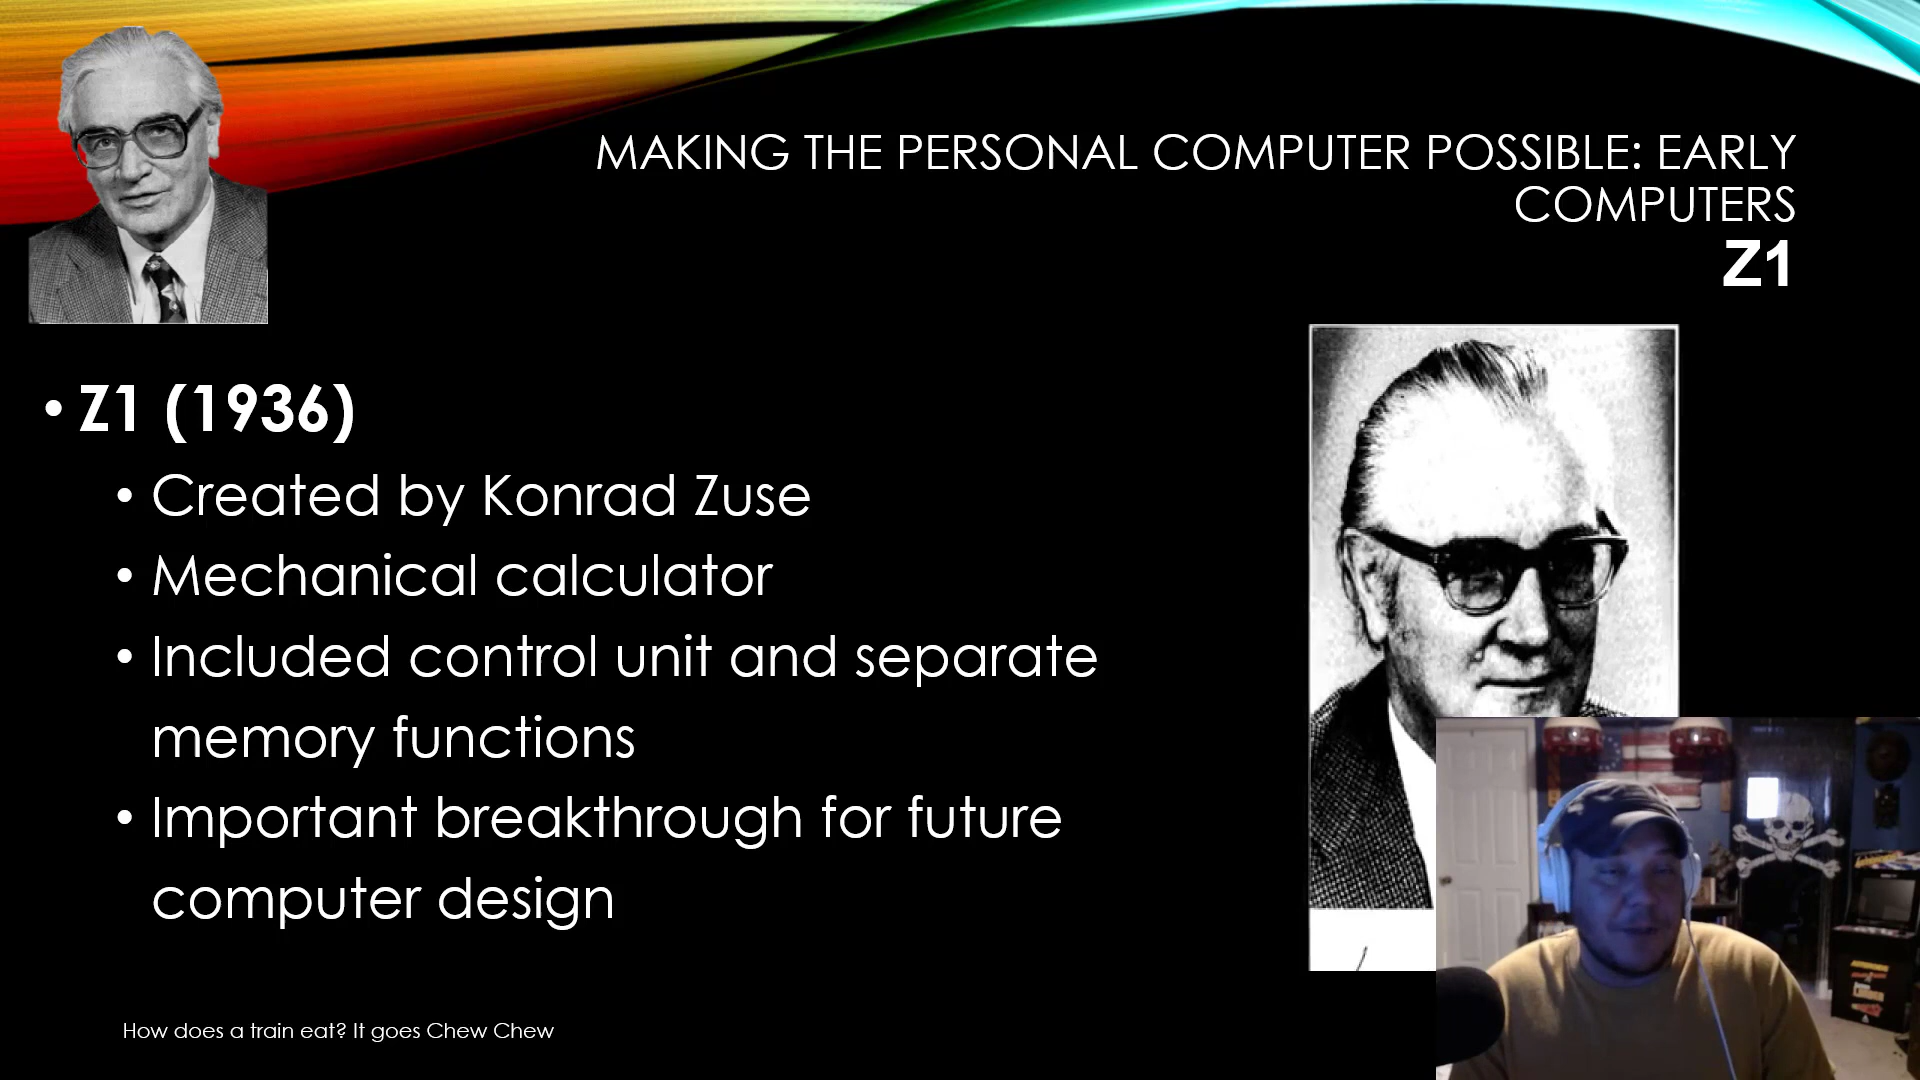 MAKING THE PERSONAL COMPUTER POSSIBLE: EARLY
COMPUTERS
Z1
• Z1 (1936)
• Created by Konrad Zuse
• Mechanical calculator
• Included control unit and separate
memory functions
• Important breakthrough for future
computer design
How does a train eat? It goes Chew Chew